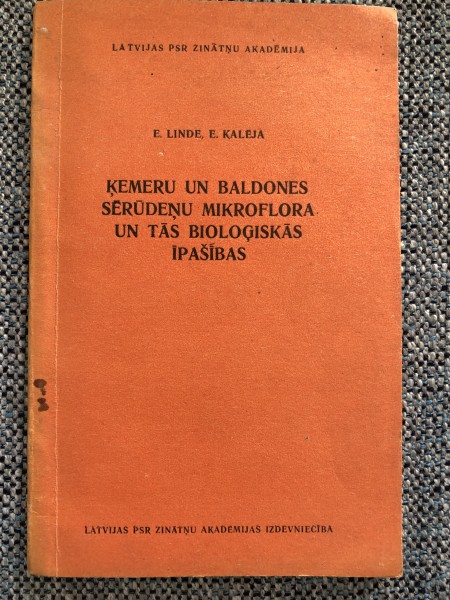 LATVIJAS PSR ZINĀTŅU AKADĒMIJA
E. LINDE, E. KALĒJA
ĶEMERU UN BALDONES
SĒRŪDEŅU MIKROFLORA
UN TĀS BIOLOĢISKĀS
ĪPAŠĪBAS
LATVIJAS PSR ZINĀTŅU AKADĒMIJAS IZDEVNIECĪBA